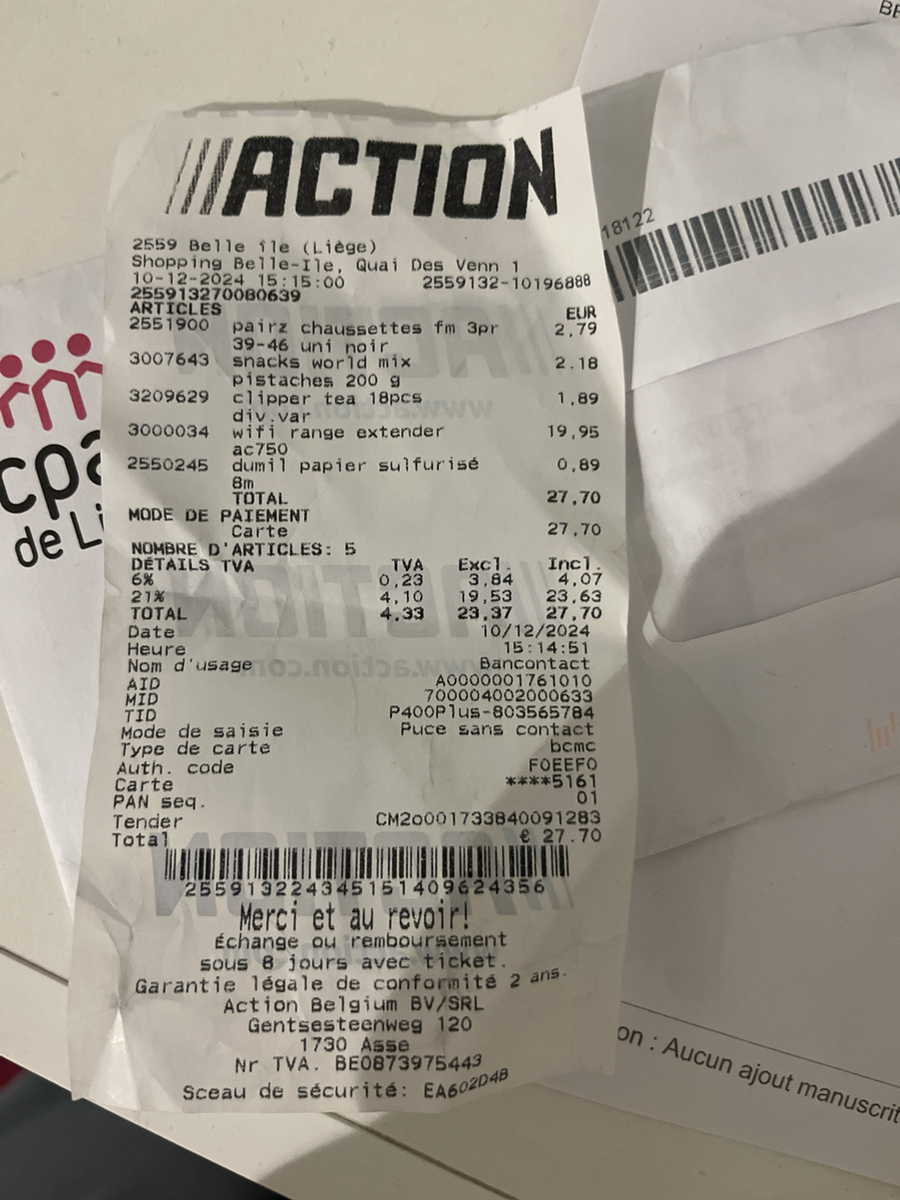 BE
18122
cpa
de Li
///ACTION
2559 Belle île (Liège)
Shopping Belle-Ile, Quai Des Venn 1
10-12-2024 15:15:00 2559132-10196888
255913270080639
ARTICLES EUR
2551900 pairz chaussettes fm 3pr 2,79
39-46 uni noir
3007643 snacks world mix 2.18
pistaches 200 g
3209629 clipper tea 18pcs 1,89
div.var
3000034 wifi range extender 19,95
ac750
2550245 dumil papier sulfurisé 0,89
8m
TOTAL 27,70
MODE DE PAIEMENT
Carte 27,70
NOMBRE D'ARTICLES: 5
DÉTAILS TVA TVA Excl. Incl.
6% 0,23 3,84 4,07
21% 4,10 19,53 23,63
TOTAL 4,33 23,37 27,70
Date 10/12/2024
Heure 15:14:51
Nom d'usage Bancontact
AID A0000001761010
MID 700004002000633
TID P400Plus-803565784
Mode de saisie Puce sans contact
Type de carte bcmc
Auth. code F0EEF0
Carte ****5161
PAN seq. 01
Tender CM2o001733840091283
Total € 27.70
255913224345151409624356
Merci et au revoir!
Échange ou remboursement
sous 8 jours avec ticket.
Garantie légale de conformité 2 ans.
Action Belgium BV/SRL
Gentsesteenweg 120
1730 Asse
Nr TVA. BE0873975443
Sceau de sécurité: EA602D4B
on : Aucun ajout manuscrit